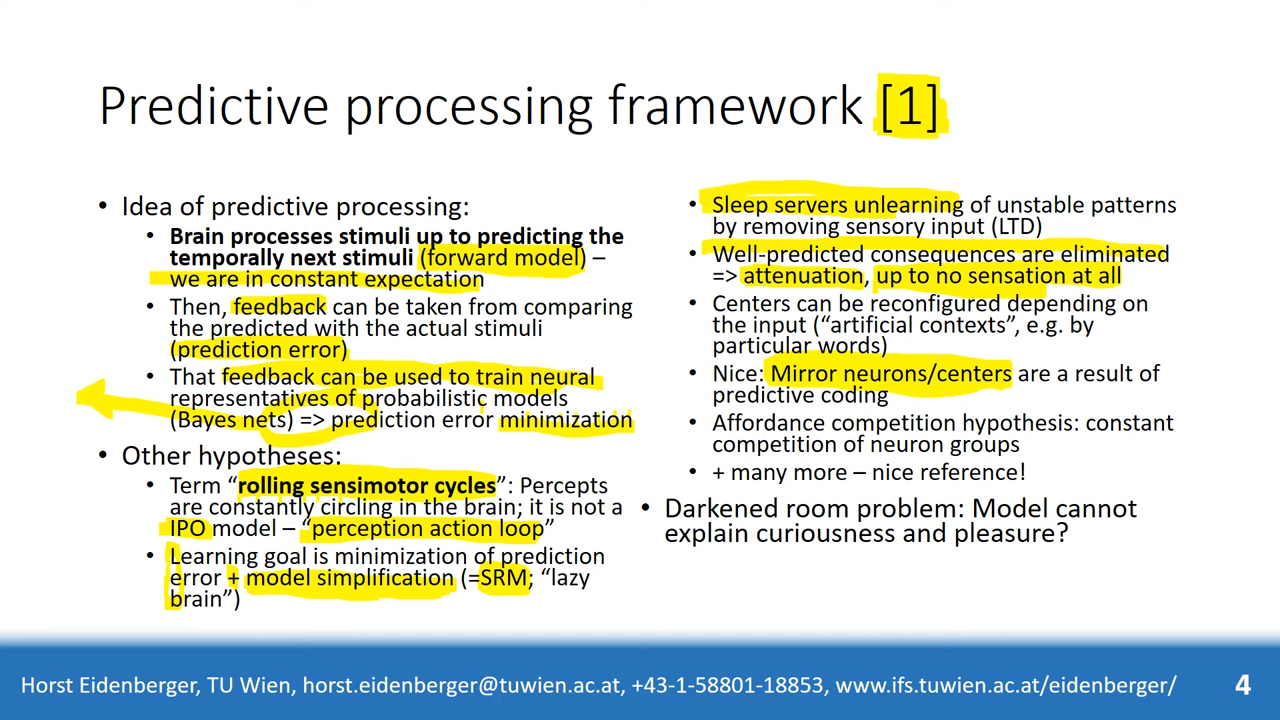 Predictive processing framework [1]
• Idea of predictive processing:
• Brain processes stimuli up to predicting the
temporally next stimuli (forward model) –
we are in constant expectation
• Then, feedback can be taken from comparing
the predicted with the actual stimuli
(prediction error)
• That feedback can be used to train neural
representatives of probabilistic models
(Bayes nets) => prediction error minimization
• Other hypotheses:
• Term “rolling sensimotor cycles”: Percepts
are constantly circling in the brain; it is not a
IPO model – “perception action loop”
• Learning goal is minimization of prediction
error + model simplification (=SRM; “lazy
brain”)
• Sleep servers unlearning of unstable patterns
by removing sensory input (LTD)
• Well-predicted consequences are eliminated
=> attenuation, up to no sensation at all
• Centers can be reconfigured depending on
the input (“artificial contexts”, e.g. by
particular words)
• Nice: Mirror neurons/centers are a result of
predictive coding
• Affordance competition hypothesis: constant
competition of neuron groups
• + many more – nice reference!
• Darkened room problem: Model cannot
explain curiousness and pleasure?
Horst Eidenberger, TU Wien, horst.eidenberger@tuwien.ac.at, +43-1-58801-18853, www.ifs.tuwien.ac.at/eidenberger/
4